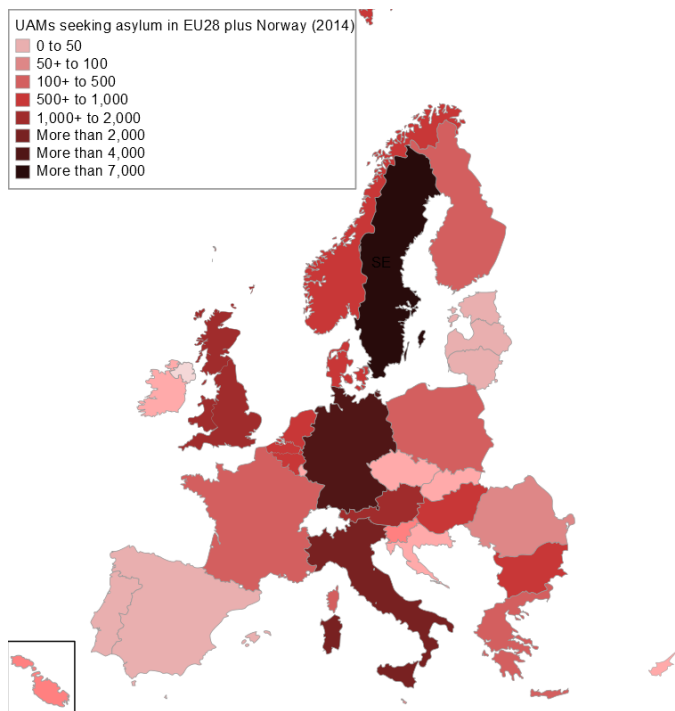 UAMs seeking asylum in EU28 plus Norway (2014)
0 to 50
50+ to 100
100+ to 500
500+ to 1,000
1,000+ to 2,000
More than 2,000
More than 4,000
More than 7,000
SE